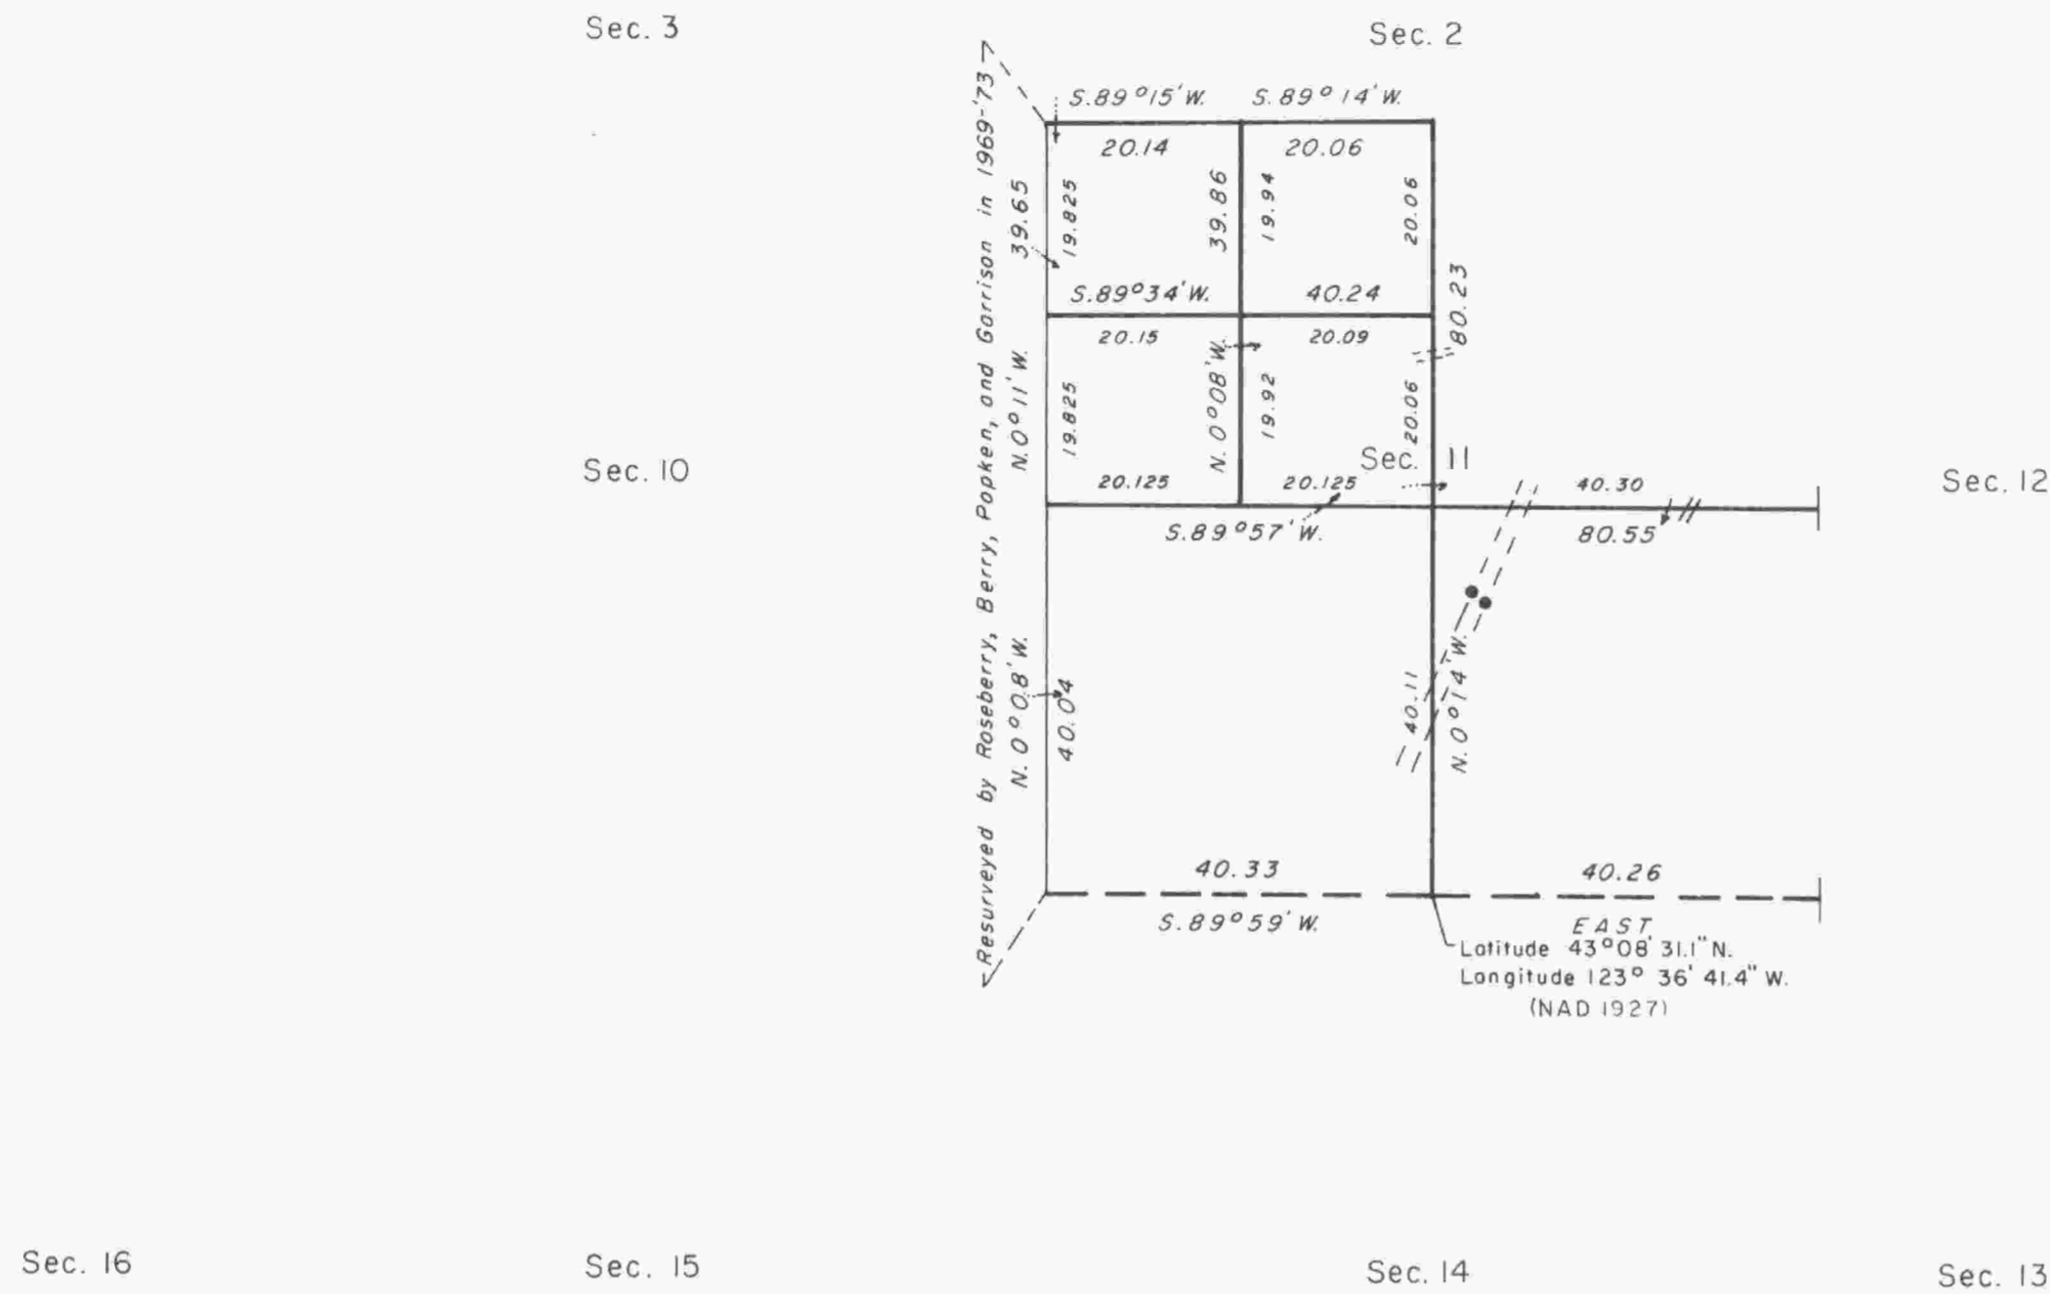 Sec. 3
Sec. 2
S.89°15'W.
S.89°14'W.
20.14
20.06
Resurveyed by Roseberry, Berry, Popken, and Garrison in 1969-'73
39.65
19.825
39.86
19.94
20.06
80.23
S.89°34'W.
40.24
20.15
20.09
N.0°11'W.
19.825
N.0°08'W.
19.92
20.06
Sec. 10
Sec. 11
Sec. 12
20.125
20.125
40.30
S.89°57'W.
80.55
N.0°08'W.
40.04
40.11
N.0°14'W.
40.33
40.26
S.89°59'W.
EAST
Latitude 43°08'31.1"N.
Longitude 123°36'41.4"W.
(NAD 1927)
Sec. 16
Sec. 15
Sec. 14
Sec. 13